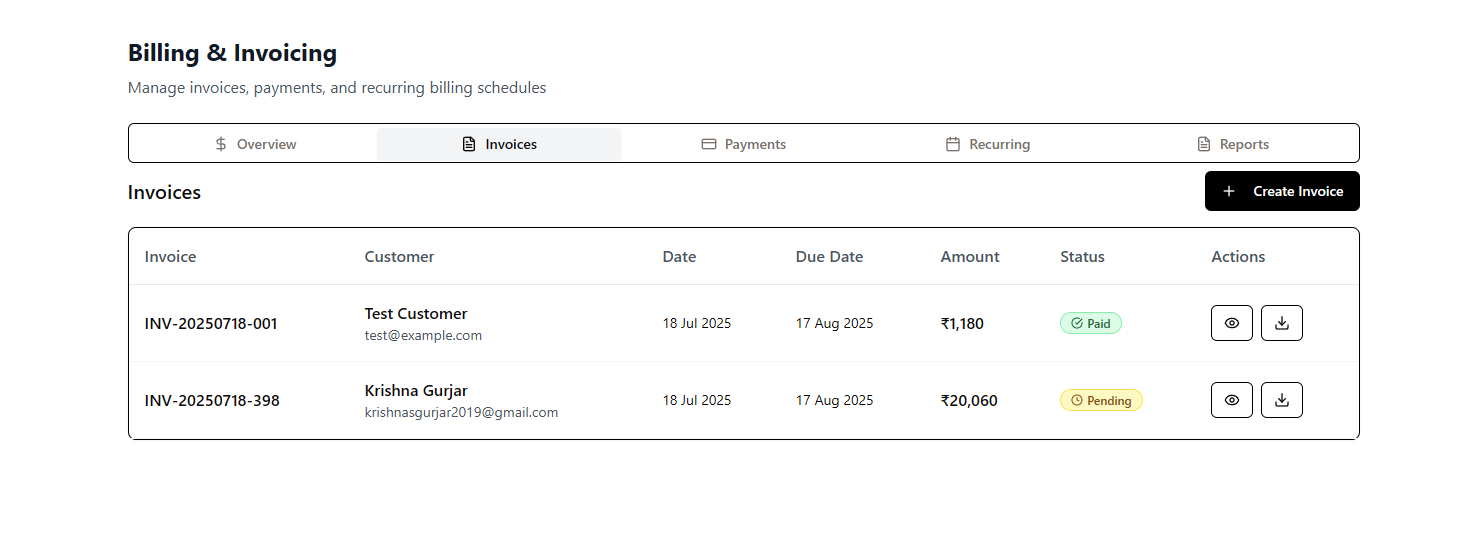 Billing & Invoicing
Manage invoices, payments, and recurring billing schedules
Overview Invoices Payments Recurring Reports
Invoices Create Invoice
Invoice Customer Date Due Date Amount Status Actions
INV-20250718-001 Test Customer 18 Jul 2025 17 Aug 2025 ₹1,180 Paid
test@example.com
INV-20250718-398 Krishna Gurjar 18 Jul 2025 17 Aug 2025 ₹20,060 Pending
krishnasgurjar2019@gmail.com